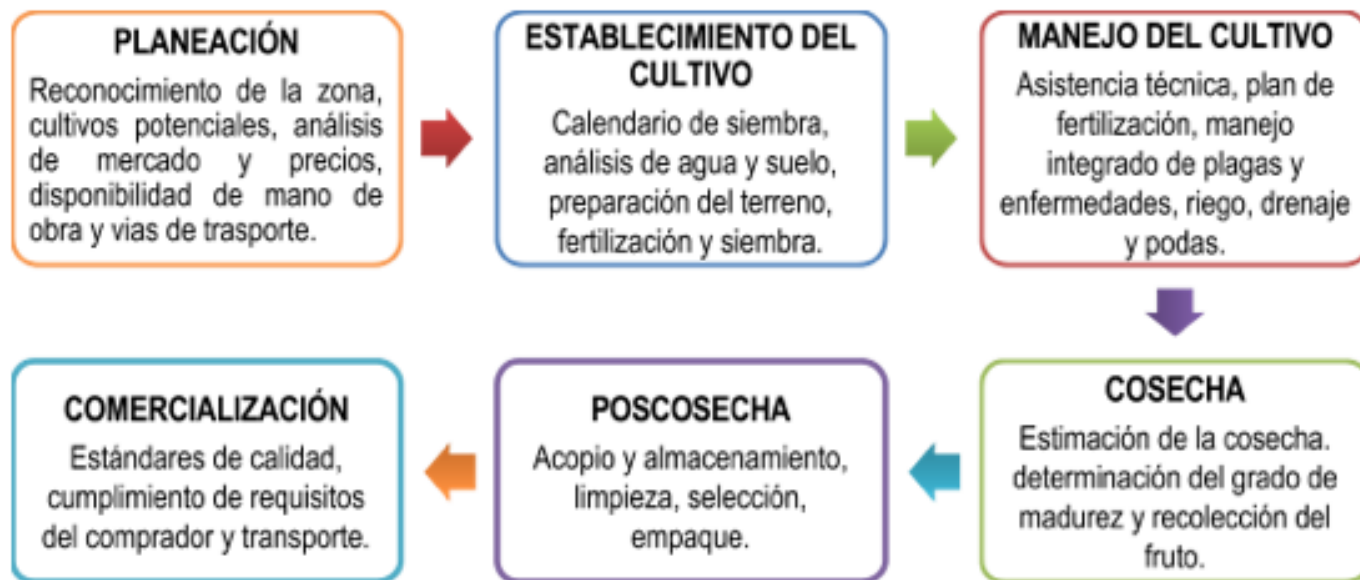 PLANEACIÓN
Reconocimiento de la zona,
cultivos potenciales, análisis
de mercado y precios,
disponibilidad de mano de
obra y vias de trasporte.
ESTABLECIMIENTO DEL
CULTIVO
Calendario de siembra,
análisis de agua y suelo,
preparación del terreno,
fertilización y siembra.
MANEJO DEL CULTIVO
Asistencia técnica, plan de
fertilización, manejo
integrado de plagas y
enfermedades, riego, drenaje
y podas.
COSECHA
Estimación de la cosecha.
determinación del grado de
madurez y recolección del
fruto.
POSCOSECHA
Acopio y almacenamiento,
limpieza, selección,
empaque.
COMERCIALIZACIÓN
Estándares de calidad,
cumplimiento de requisitos
del comprador y transporte.